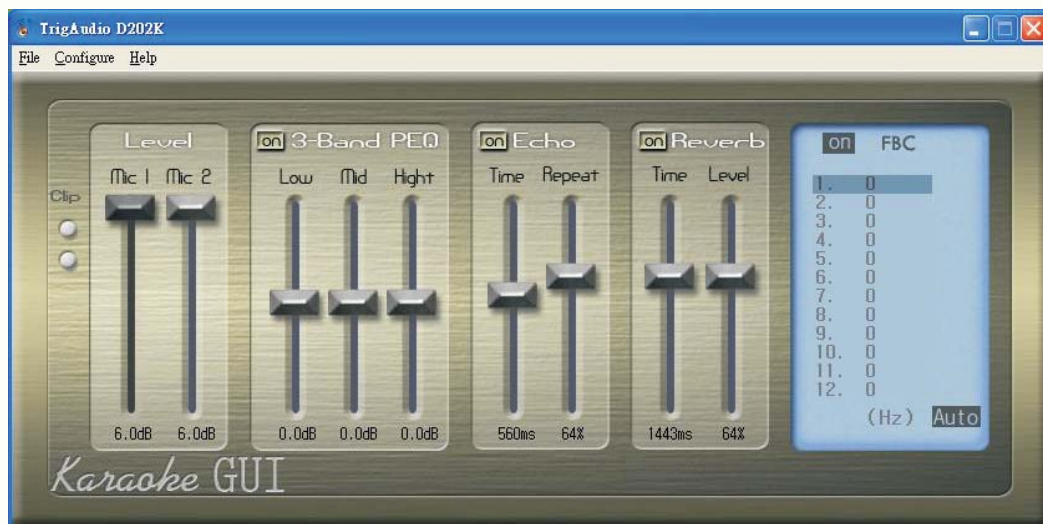 TrigAudio D202K
File Configure Help
Level
on 3-Band PEQ
on Echo
on Reverb
on FBC
Mic 1 Mic 2
Low Mid Hight
Time Repeat
Time Level
Clip
1. 0
2. 0
3. 0
4. 0
5. 0
6. 0
7. 0
8. 0
9. 0
10. 0
11. 0
12. 0
(Hz) Auto
6.0dB 6.0dB
0.0dB 0.0dB 0.0dB
560ms 64%
1443ms 64%
Karaoke GUI